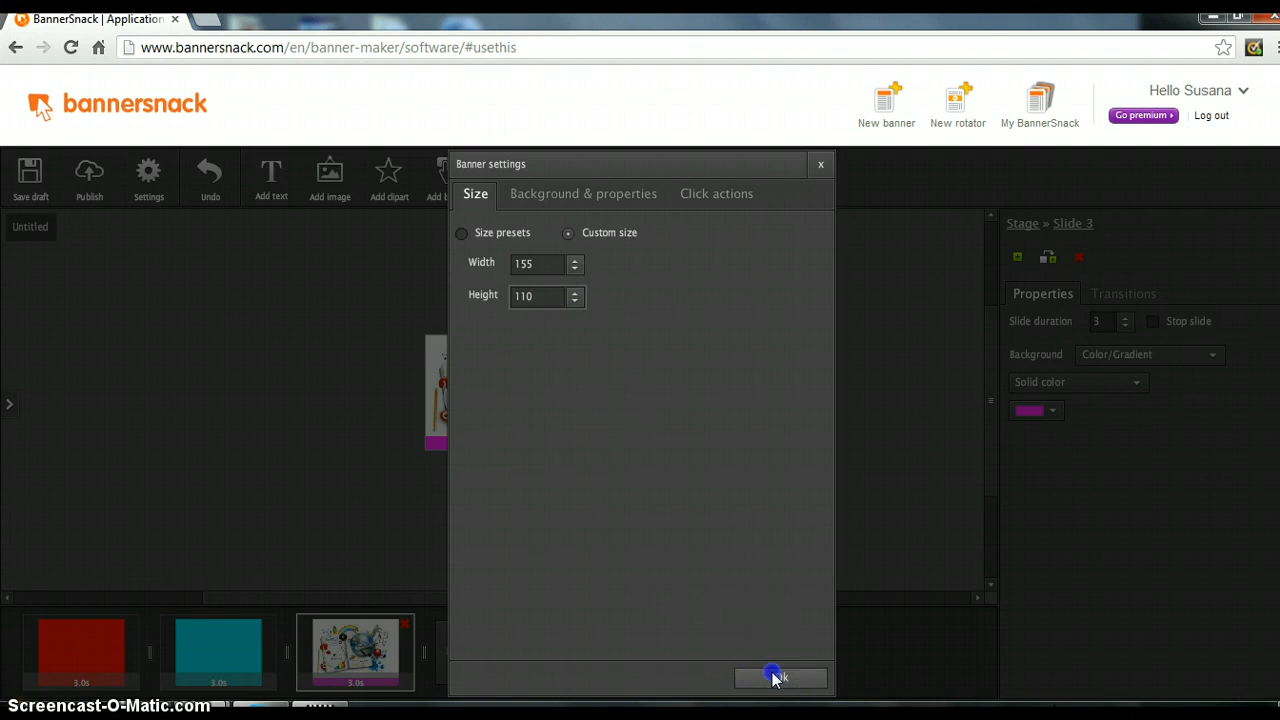 BannerSnack | Application
www.bannersnack.com/en/banner-maker/software/#usethis
bannersnack
New banner
New rotator
My BannerSnack
Hello Susana
Go premium
Log out
Save draft
Publish
Settings
Undo
Add text
Add image
Add clipart
Untitled
Banner settings
x
Size
Background & properties
Click actions
Size presets
Custom size
Width 155
Height 110
Stage » Slide 3
Properties
Transitions
Slide duration 3
Stop slide
Background
Color/Gradient
Solid color
3.0s
3.0s
3.0s
Screencast-O-Matic.com